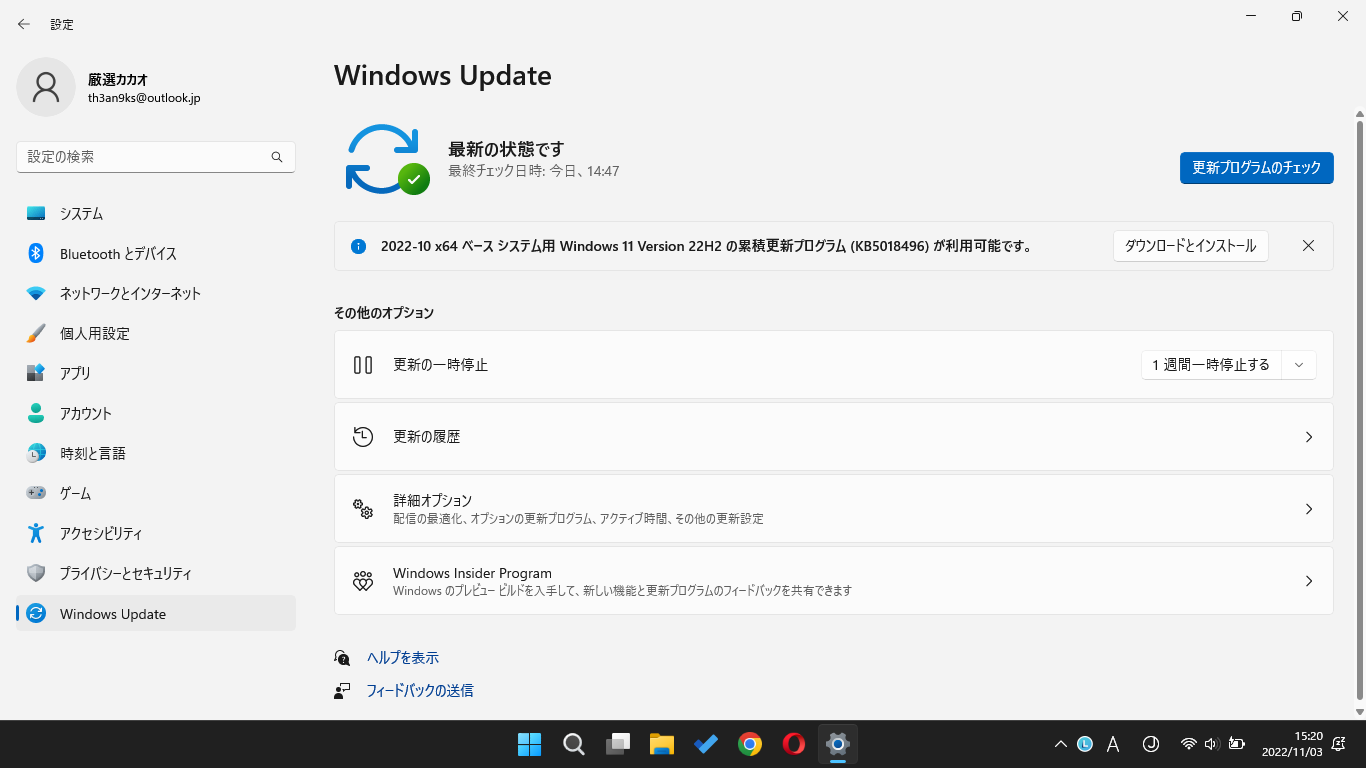 設定
厳選カカオ
th3an9ks@outlook.jp
設定の検索
システム
Bluetooth とデバイス
ネットワークとインターネット
個人用設定
アプリ
アカウント
時刻と言語
ゲーム
アクセシビリティ
プライバシーとセキュリティ
Windows Update
Windows Update
最新の状態です
最終チェック日時: 今日、14:47
更新プログラムのチェック
2022-10 x64 ベース システム用 Windows 11 Version 22H2 の累積更新プログラム (KB5018496) が利用可能です。
ダウンロードとインストール
その他のオプション
更新の一時停止
1 週間一時停止する
更新の履歴
詳細オプション
配信の最適化、オプションの更新プログラム、アクティブ時間、その他の更新設定
Windows Insider Program
Windows のプレビュー ビルドを入手して、新しい機能と更新プログラムのフィードバックを共有できます
ヘルプを表示
フィードバックの送信
L
A
J
15:20
2022/11/03